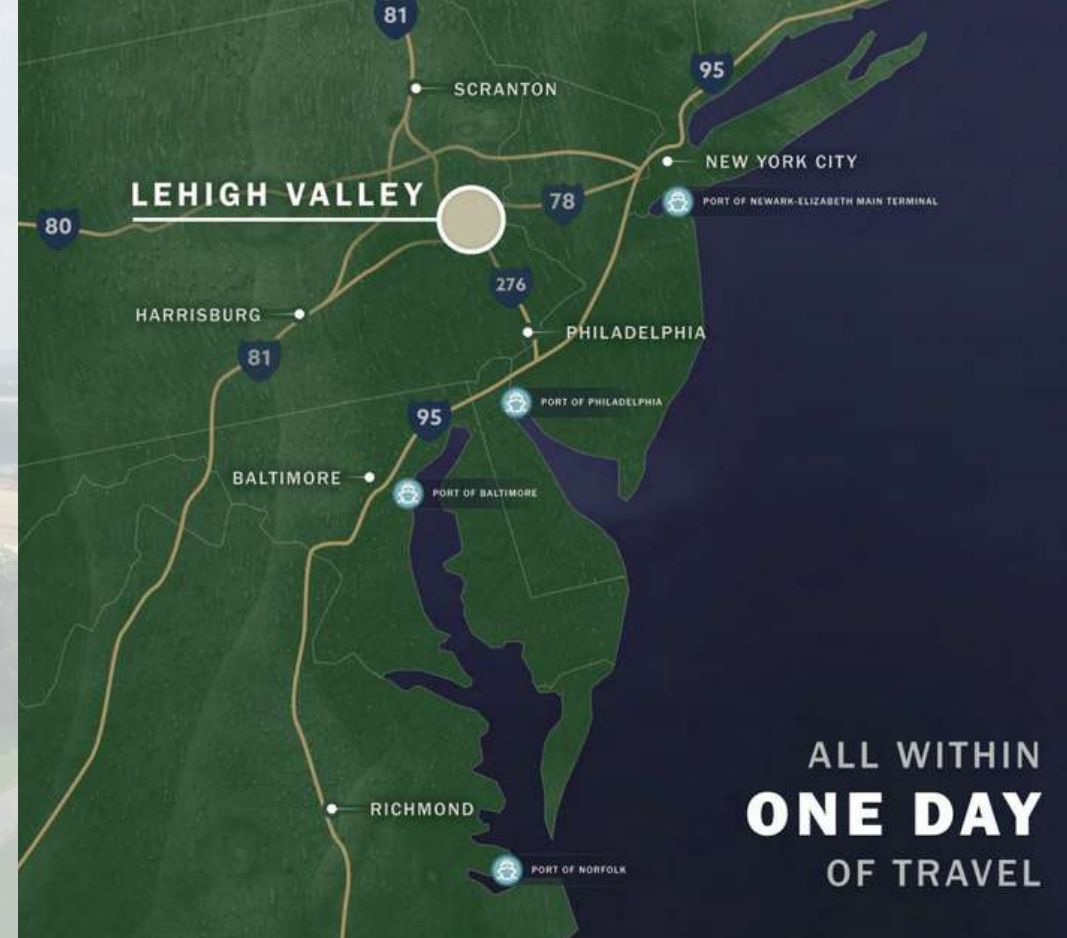 81
95
SCRANTON
NEW YORK CITY
LEHIGH VALLEY
78
PORT OF NEWARK-ELIZABETH MAIN TERMINAL
80
276
HARRISBURG
PHILADELPHIA
81
PORT OF PHILADELPHIA
95
BALTIMORE
PORT OF BALTIMORE
ALL WITHIN
ONE DAY
OF TRAVEL
RICHMOND
PORT OF NORFOLK